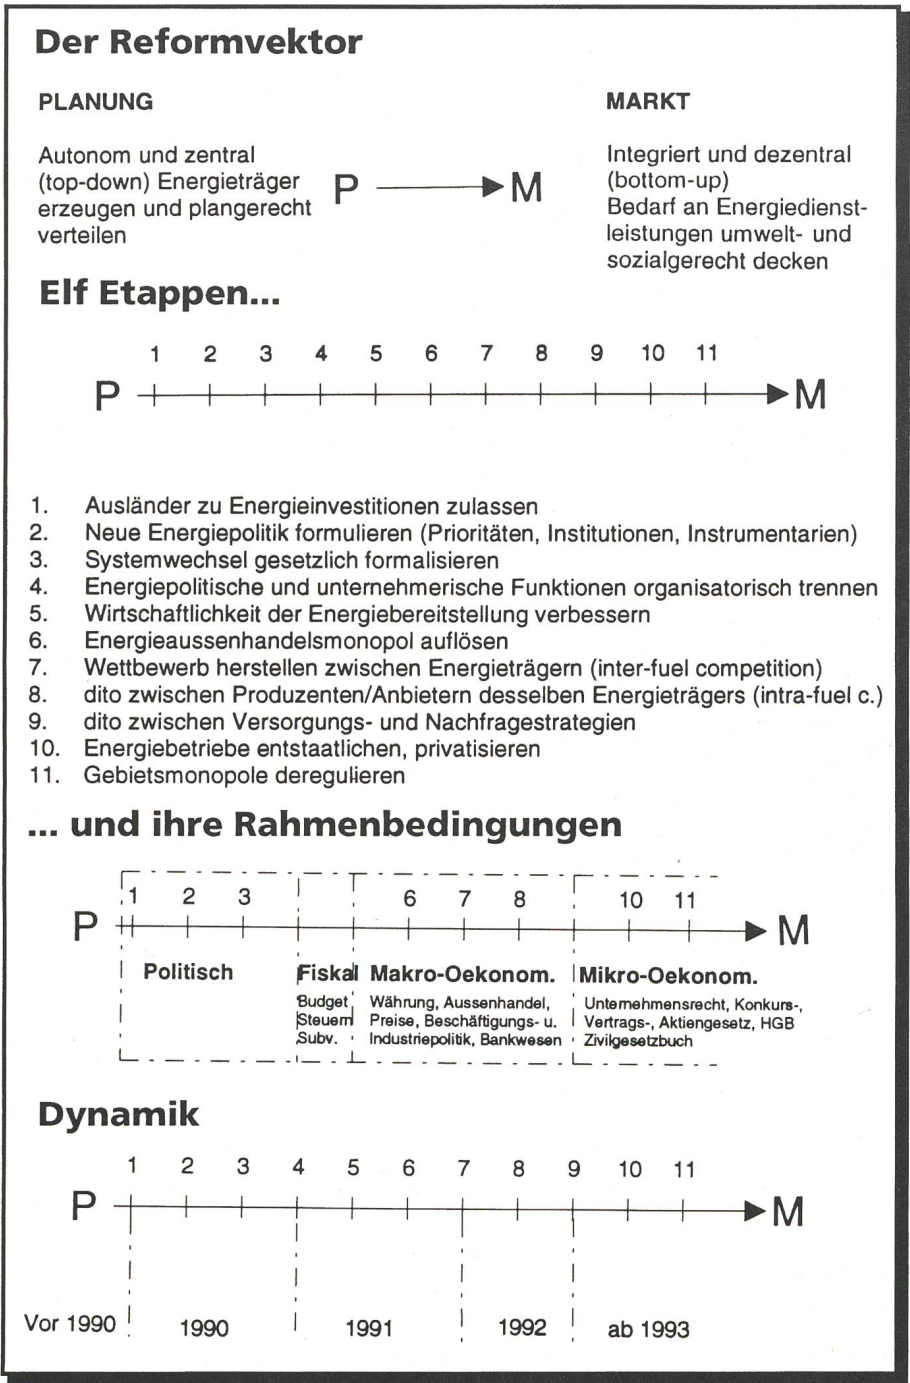 Der Reformvektor
PLANUNG
MARKT
Autonom und zentral
(top-down) Energieträger
erzeugen und plangerecht
verteilen
P
M
Integriert und dezentral
(bottom-up)
Bedarf an Energiedienst-
leistungen umwelt- und
sozialgerecht decken
Elf Etappen...
1 2 3 4 5 6 7 8 9 10 11
P M
1. Ausländer zu Energieinvestitionen zulassen
2. Neue Energiepolitik formulieren (Prioritäten, Institutionen, Instrumentarien)
3. Systemwechsel gesetzlich formalisieren
4. Energiepolitische und unternehmerische Funktionen organisatorisch trennen
5. Wirtschaftlichkeit der Energiebereitstellung verbessern
6. Energieaussenhandelsmonopol auflösen
7. Wettbewerb herstellen zwischen Energieträgern (inter-fuel competition)
8. dito zwischen Produzenten/Anbietern desselben Energieträgers (intra-fuel c.)
9. dito zwischen Versorgungs- und Nachfragestrategien
10. Energiebetriebe entstaatlichen, privatisieren
11. Gebietsmonopole deregulieren
... und ihre Rahmenbedingungen
1 2 3 6 7 8 10 11
P M
Politisch
Fiskal
Budget
Steuern
Subv.
Makro-Oekonom.
Währung, Aussenhandel,
Preise, Beschäftigungs- u.
Industriepolitik, Bankwesen
Mikro-Oekonom.
Unternehmensrecht, Konkurs-,
Vertrags-, Aktiengesetz, HGB
Zivilgesetzbuch
Dynamik
1 2 3 4 5 6 7 8 9 10 11
P M
Vor 1990 1990 1991 1992 ab 1993